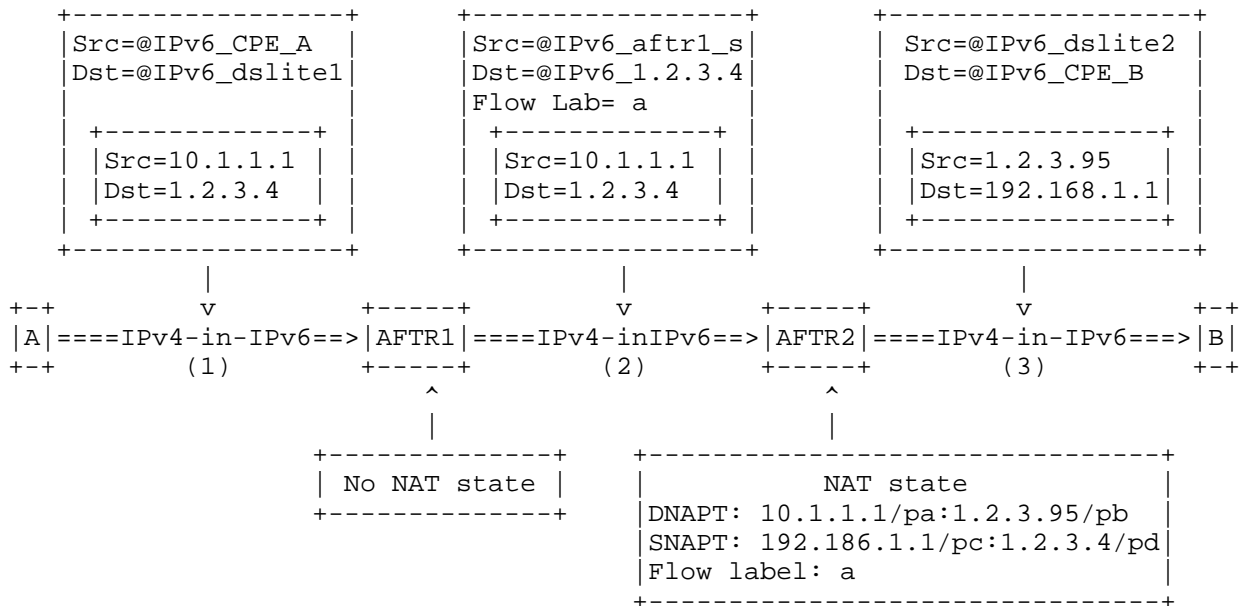 Src=@IPv6_CPE_A
Dst=@IPv6_dslite1
Src=10.1.1.1
Dst=1.2.3.4
Src=@IPv6_aftr1_s
Dst=@IPv6_1.2.3.4
Flow Lab= a
Src=10.1.1.1
Dst=1.2.3.4
Src=@IPv6_dslite2
Dst=@IPv6_CPE_B
Src=1.2.3.95
Dst=192.168.1.1
|A|====IPv4-in-IPv6==>|AFTR1|====IPv4-inIPv6==>|AFTR2|====IPv4-in-IPv6===>|B|
(1) (2) (3)
No NAT state
NAT state
DNAPT: 10.1.1.1/pa:1.2.3.95/pb
SNAPT: 192.186.1.1/pc:1.2.3.4/pd
Flow label: a